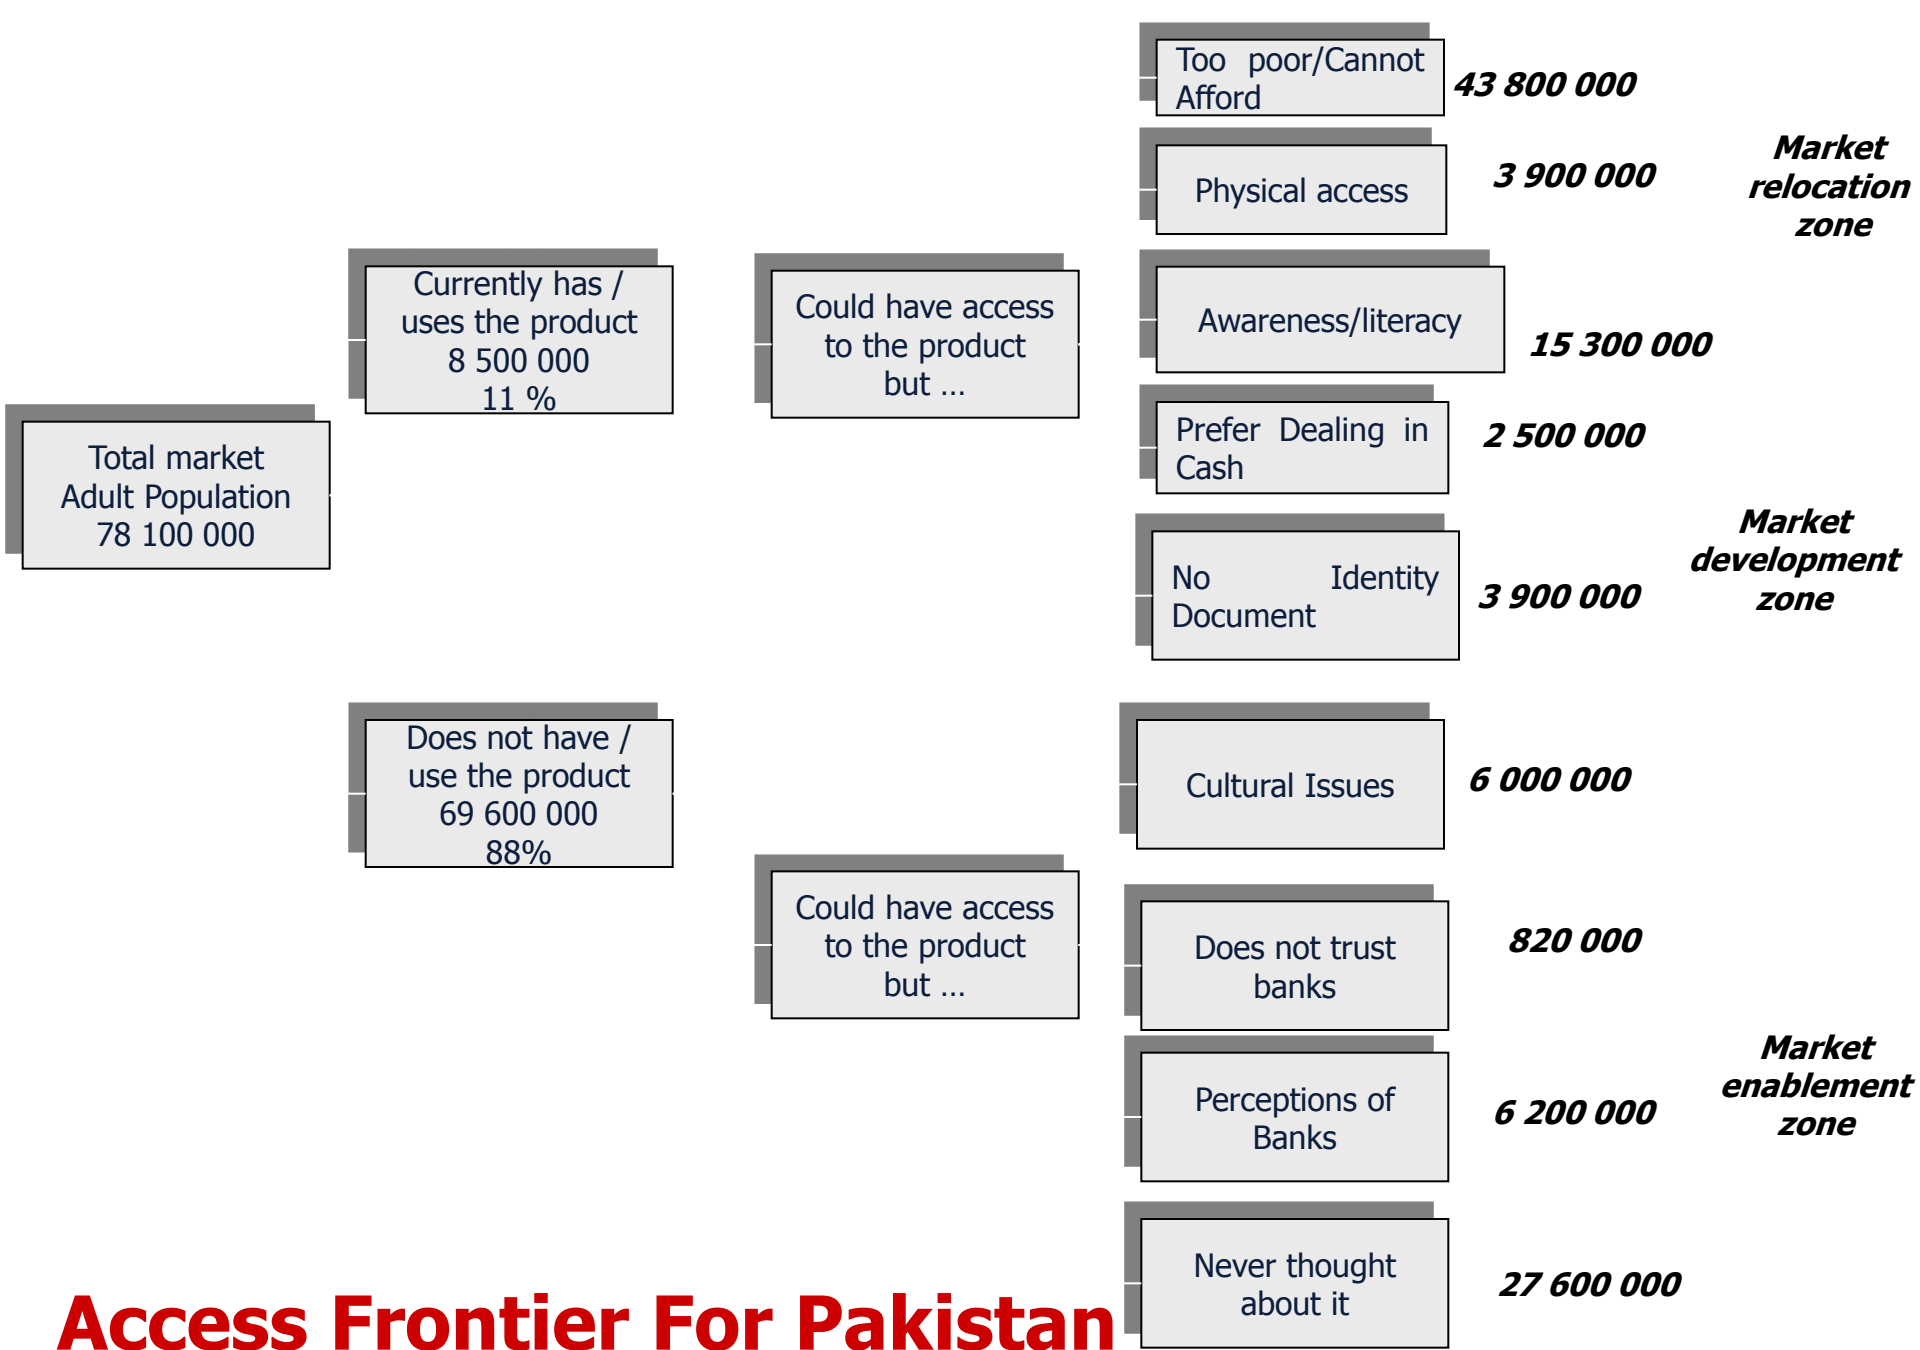 Total market
Adult Population
78 100 000
Currently has /
uses the product
8 500 000
11 %
Does not have /
use the product
69 600 000
88%
Could have access
to the product
but …
Could have access
to the product
but …
Too poor/Cannot
Afford
43 800 000
Physical access
3 900 000
Market
relocation
zone
Awareness/literacy
15 300 000
Prefer Dealing in
Cash
2 500 000
No Identity
Document
3 900 000
Market
development
zone
Cultural Issues
6 000 000
Does not trust
banks
820 000
Perceptions of
Banks
6 200 000
Market
enablement
zone
Never thought
about it
27 600 000
Access Frontier For Pakistan